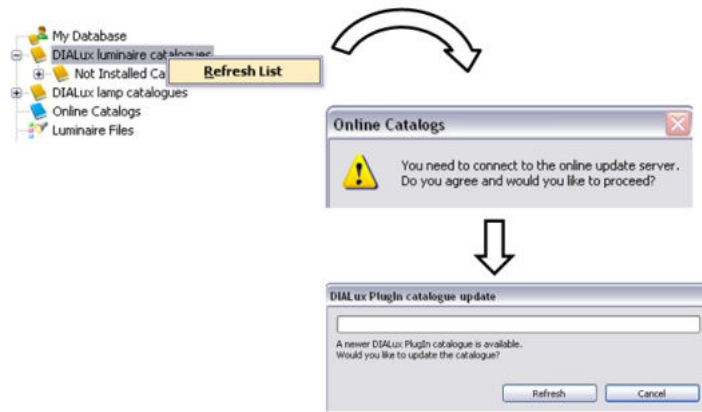 My Database
DIALux luminaire catalogues
Not Installed Ca
Refresh List
DIALux lamp catalogues
Online Catalogs
Luminaire Files
Online Catalogs
You need to connect to the online update server.
Do you agree and would you like to proceed?
DIALux PlugIn catalogue update
A newer DIALux PlugIn catalogue is available.
Would you like to update the catalogue?
Refresh
Cancel